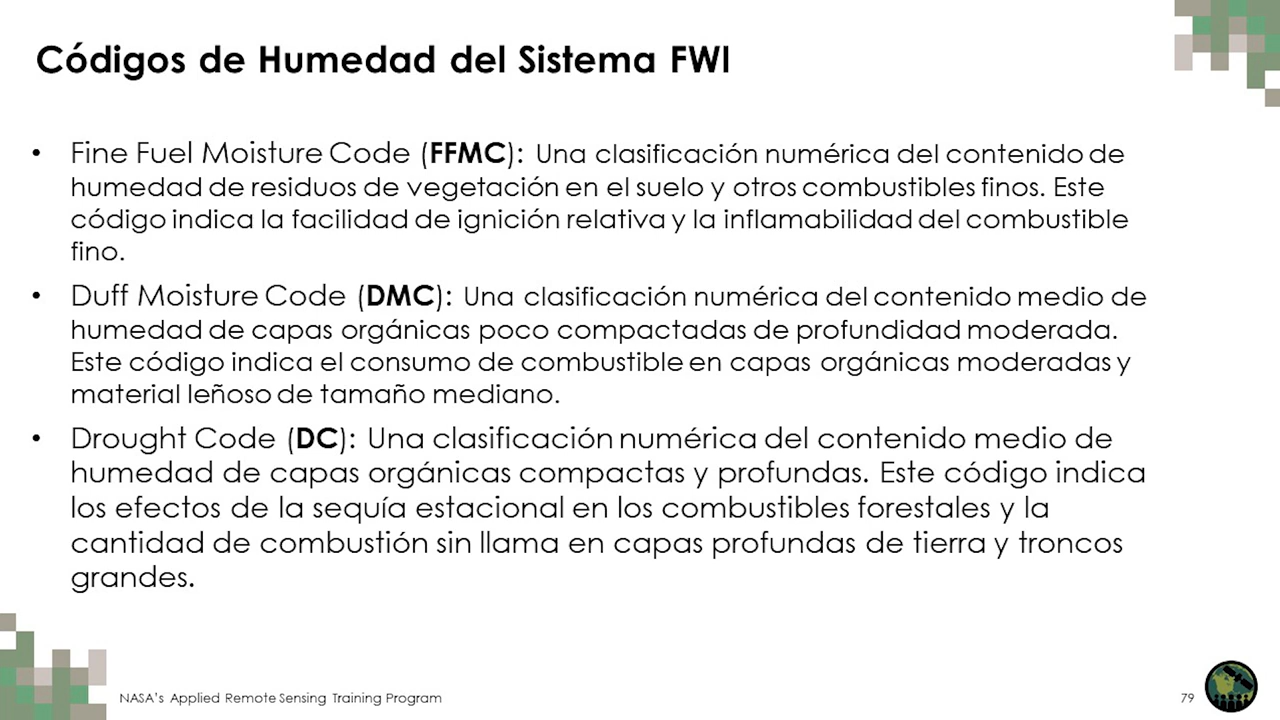 Códigos de Humedad del Sistema FWI
• Fine Fuel Moisture Code (FFMC): Una clasificación numérica del contenido de
humedad de residuos de vegetación en el suelo y otros combustibles finos. Este
código indica la facilidad de ignición relativa y la inflamabilidad del combustible
fino.
• Duff Moisture Code (DMC): Una clasificación numérica del contenido medio de
humedad de capas orgánicas poco compactadas de profundidad moderada.
Este código indica el consumo de combustible en capas orgánicas moderadas y
material leñoso de tamaño mediano.
• Drought Code (DC): Una clasificación numérica del contenido medio de
humedad de capas orgánicas compactas y profundas. Este código indica
los efectos de la sequía estacional en los combustibles forestales y la
cantidad de combustión sin llama en capas profundas de tierra y troncos
grandes.
NASA's Applied Remote Sensing Training Program
79